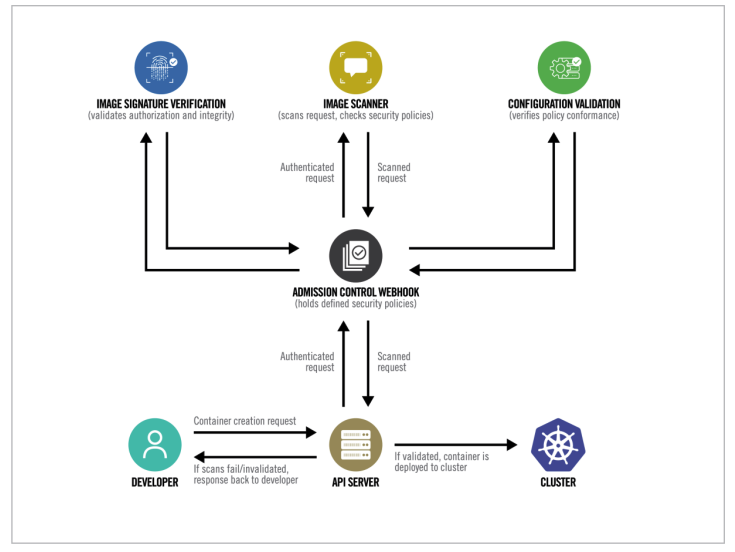 IMAGE SIGNATURE VERIFICATION
(validates authorization and integrity)
IMAGE SCANNER
(scans request, checks security policies)
CONFIGURATION VALIDATION
(verifies policy conformance)
Authenticated
request
Scanned
request
ADMISSION CONTROL WEBHOOK
(holds defined security policies)
Authenticated
request
Scanned
request
Container creation request
If scans fail/invalidated,
response back to developer
If validated, container is
deployed to cluster
DEVELOPER
API SERVER
CLUSTER